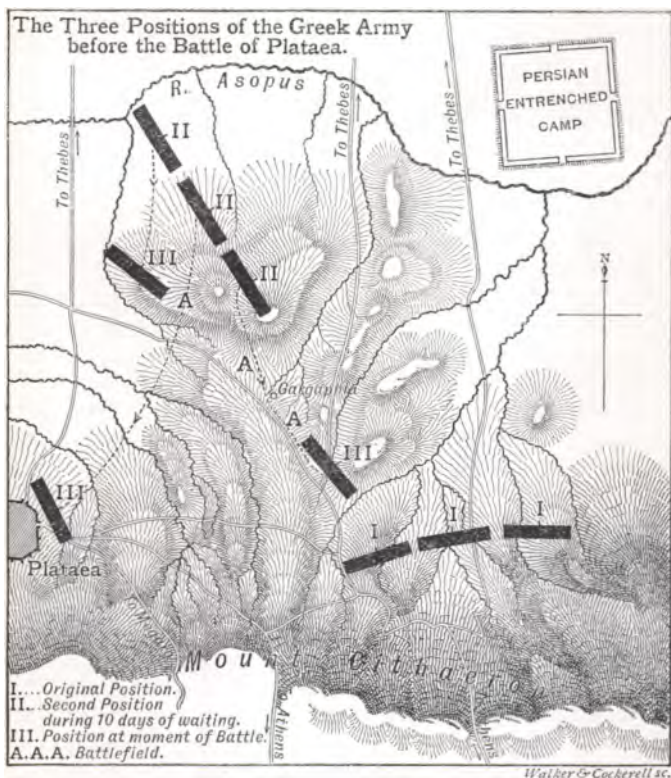 The Three Positions of the Greek Army
before the Battle of Plataea.
R. Asopus
PERSIAN
ENTRENCHED
CAMP
To Thebes
To Thebes
To Thebes
II
II
II
III
A
N
A
Gargaphia
A
III
III
I
I
I
Plataea
To Megara
Mount Cithaeron
To Athens
I....Original Position.
II...Second Position
during 10 days of waiting.
III. Position at moment of Battle.
A.A.A. Battlefield.
Walker & Cockerell